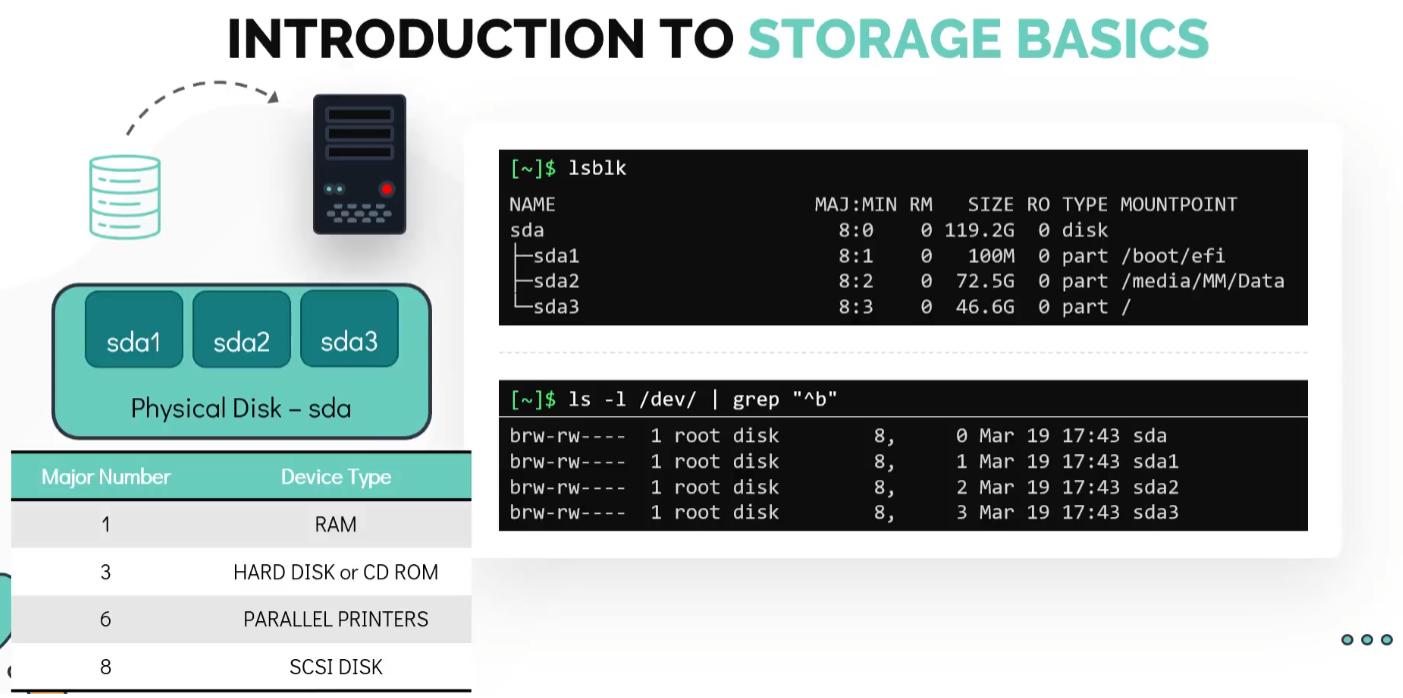 INTRODUCTION TO STORAGE BASICS
sda1 sda2 sda3
Physical Disk – sda
Major Number Device Type
1 RAM
3 HARD DISK or CD ROM
6 PARALLEL PRINTERS
8 SCSI DISK
[~]$ lsblk
NAME MAJ:MIN RM SIZE RO TYPE MOUNTPOINT
sda 8:0 0 119.2G 0 disk
├─sda1 8:1 0 100M 0 part /boot/efi
├─sda2 8:2 0 72.5G 0 part /media/MM/Data
└─sda3 8:3 0 46.6G 0 part /
[~]$ ls -l /dev/ | grep "^b"
brw-rw---- 1 root disk 8, 0 Mar 19 17:43 sda
brw-rw---- 1 root disk 8, 1 Mar 19 17:43 sda1
brw-rw---- 1 root disk 8, 2 Mar 19 17:43 sda2
brw-rw---- 1 root disk 8, 3 Mar 19 17:43 sda3